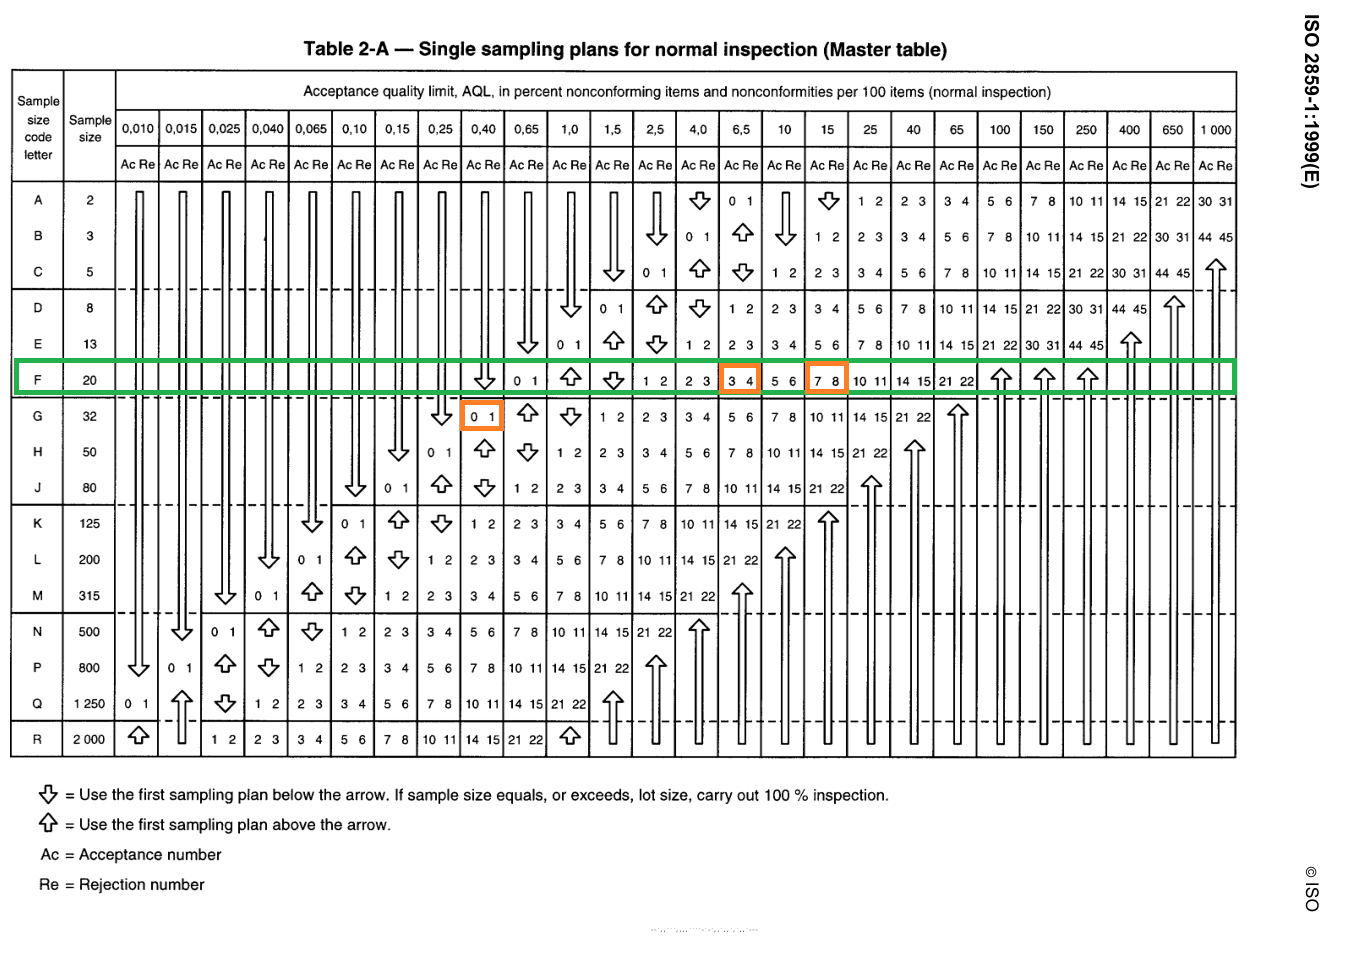 Table 2-A — Single sampling plans for normal inspection (Master table)
Sample size code letter
Sample size
Acceptance quality limit, AQL, in percent nonconforming items and nonconformities per 100 items (normal inspection)
0,010 0,015 0,025 0,040 0,065 0,10 0,15 0,25 0,40 0,65 1,0 1,5 2,5 4,0 6,5 10 15 25 40 65 100 150 250 400 650 1 000
Ac Re Ac Re Ac Re Ac Re Ac Re Ac Re Ac Re Ac Re Ac Re Ac Re Ac Re Ac Re Ac Re Ac Re Ac Re Ac Re Ac Re Ac Re Ac Re Ac Re Ac Re Ac Re Ac Re Ac Re Ac Re Ac Re
A 2 0 1 1 2 2 3 3 4 5 6 7 8 10 11 14 15 21 22 30 31
B 3 0 1 1 2 2 3 3 4 5 6 7 8 10 11 14 15 21 22 30 31 44 45
C 5 0 1 1 2 2 3 3 4 5 6 7 8 10 11 14 15 21 22 30 31 44 45
D 8 0 1 1 2 2 3 3 4 5 6 7 8 10 11 14 15 21 22 30 31 44 45
E 13 0 1 1 2 2 3 3 4 5 6 7 8 10 11 14 15 21 22 30 31 44 45
F 20 0 1 1 2 2 3 3 4 5 6 7 8 10 11 14 15 21 22
G 32 0 1 1 2 2 3 3 4 5 6 7 8 10 11 14 15 21 22
H 50 0 1 1 2 2 3 3 4 5 6 7 8 10 11 14 15 21 22
J 80 0 1 1 2 2 3 3 4 5 6 7 8 10 11 14 15 21 22
K 125 0 1 1 2 2 3 3 4 5 6 7 8 10 11 14 15 21 22
L 200 0 1 1 2 2 3 3 4 5 6 7 8 10 11 14 15 21 22
M 315 0 1 1 2 2 3 3 4 5 6 7 8 10 11 14 15 21 22
N 500 0 1 1 2 2 3 3 4 5 6 7 8 10 11 14 15 21 22
P 800 0 1 1 2 2 3 3 4 5 6 7 8 10 11 14 15 21 22
Q 1 250 0 1 1 2 2 3 3 4 5 6 7 8 10 11 14 15 21 22
R 2 000 1 2 2 3 3 4 5 6 7 8 10 11 14 15 21 22
= Use the first sampling plan below the arrow. If sample size equals, or exceeds, lot size, carry out 100 % inspection.
= Use the first sampling plan above the arrow.
Ac = Acceptance number
Re = Rejection number
ISO 2859-1:1999(E)
© ISO